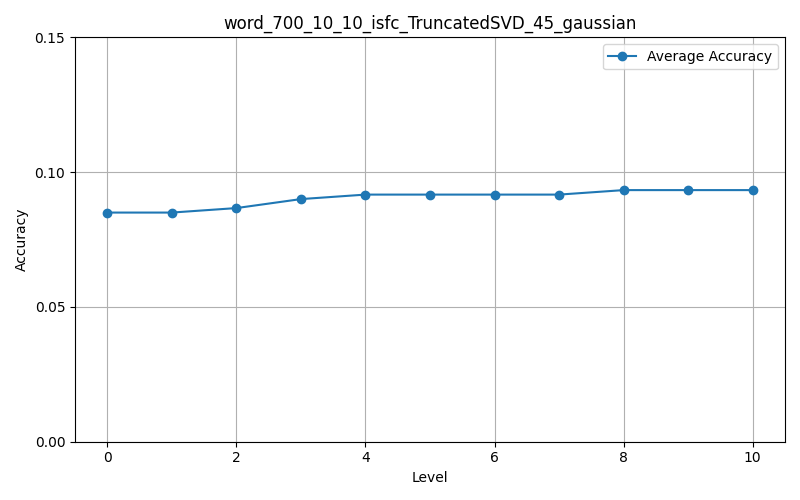 word_700_10_10_isfc_TruncatedSVD_45_gaussian
Average Accuracy
0.15
0.10
0.05
0.00
Accuracy
0 2 4 6 8 10
Level